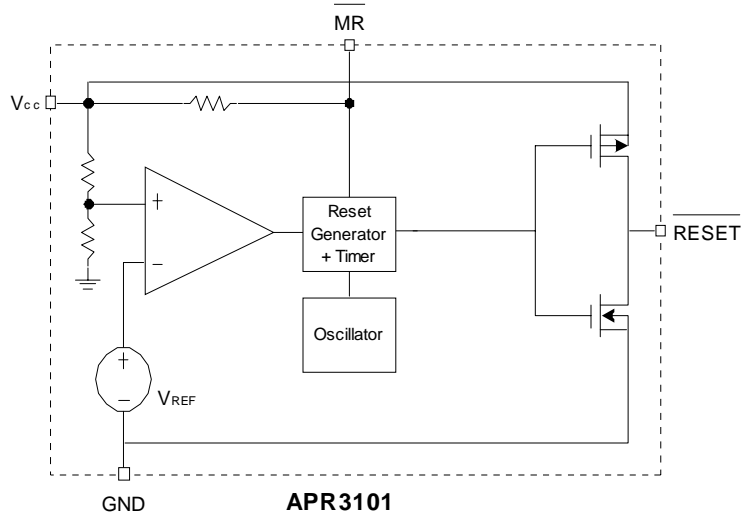 MR
Vcc
+
−
Reset
Generator
+ Timer
RESET
Oscillator
+
−
VREF
GND
APR3101